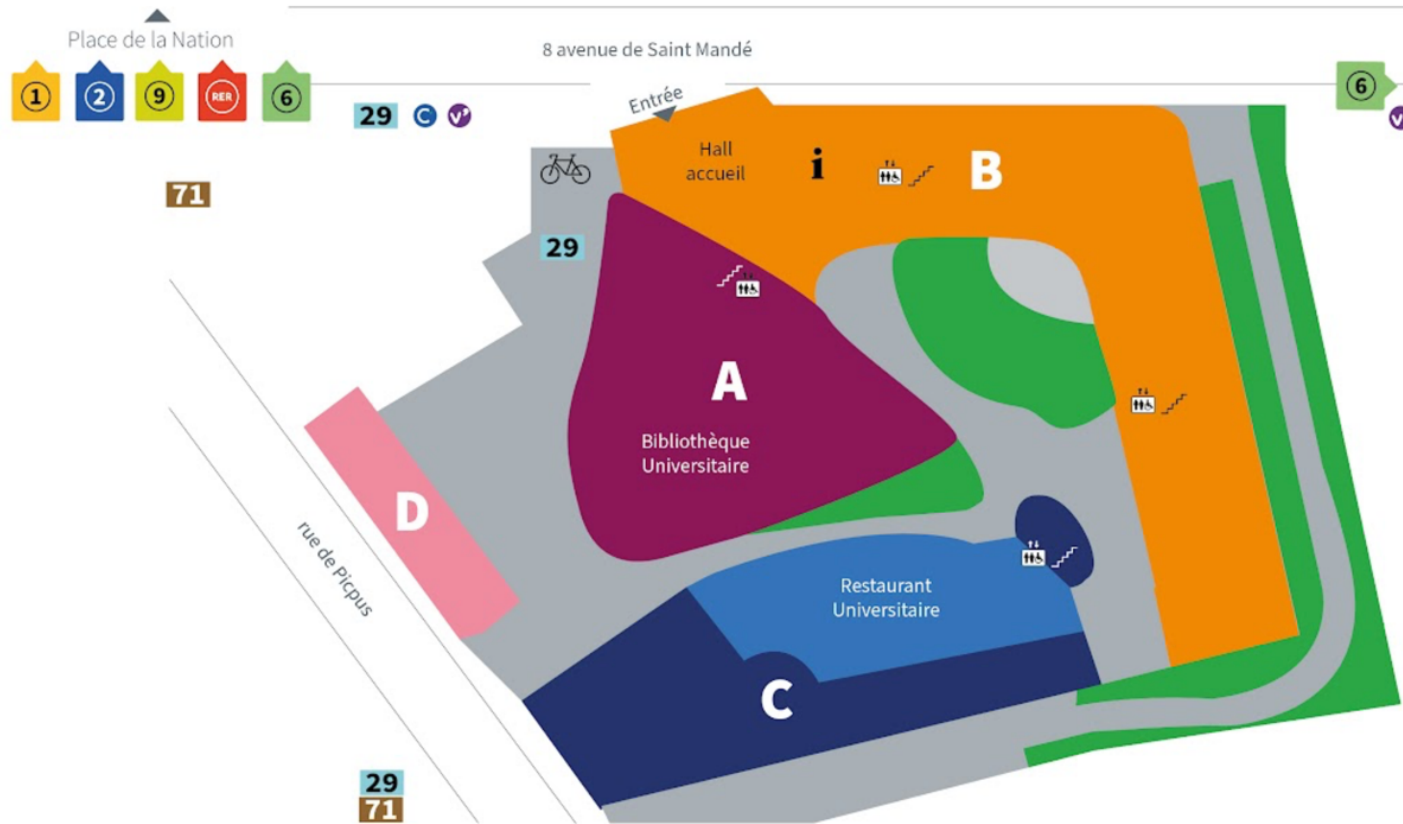 Place de la Nation
8 avenue de Saint Mandé
1
2
9
RER
6
6
29
C
v'
v
Entrée
71
Hall
accueil
i
B
29
A
Bibliothèque
Universitaire
D
rue de Picpus
Restaurant
Universitaire
C
29
71